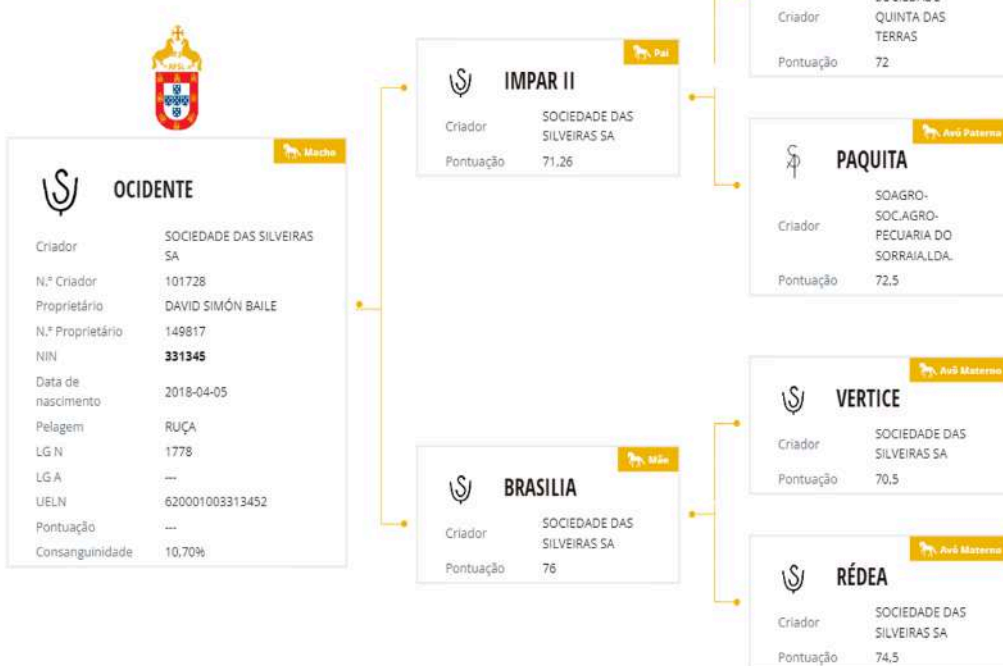 APSL
Macho
OCIDENTE
Criador SOCIEDADE DAS SILVEIRAS
SA
N.º Criador 101728
Proprietário DAVID SIMÓN BAILE
N.º Proprietário 149817
NIN 331345
Data de
nascimento 2018-04-05
Pelagem RUÇA
LG N 1778
LG A ---
UELN 620001003313452
Pontuação ---
Consanguinidade 10,70%
Pai
IMPAR II
Criador SOCIEDADE DAS
SILVEIRAS SA
Pontuação 71.26
Mãe
BRASILIA
Criador SOCIEDADE DAS
SILVEIRAS SA
Pontuação 76
Criador QUINTA DAS
TERRAS
Pontuação 72
Avó Paterna
PAQUITA
Criador SOAGRO-
SOC.AGRO-
PECUARIA DO
SORRAIA,LDA.
Pontuação 72.5
Avô Materno
VERTICE
Criador SOCIEDADE DAS
SILVEIRAS SA
Pontuação 70.5
Avó Materna
RÉDEA
Criador SOCIEDADE DAS
SILVEIRAS SA
Pontuação 74.5